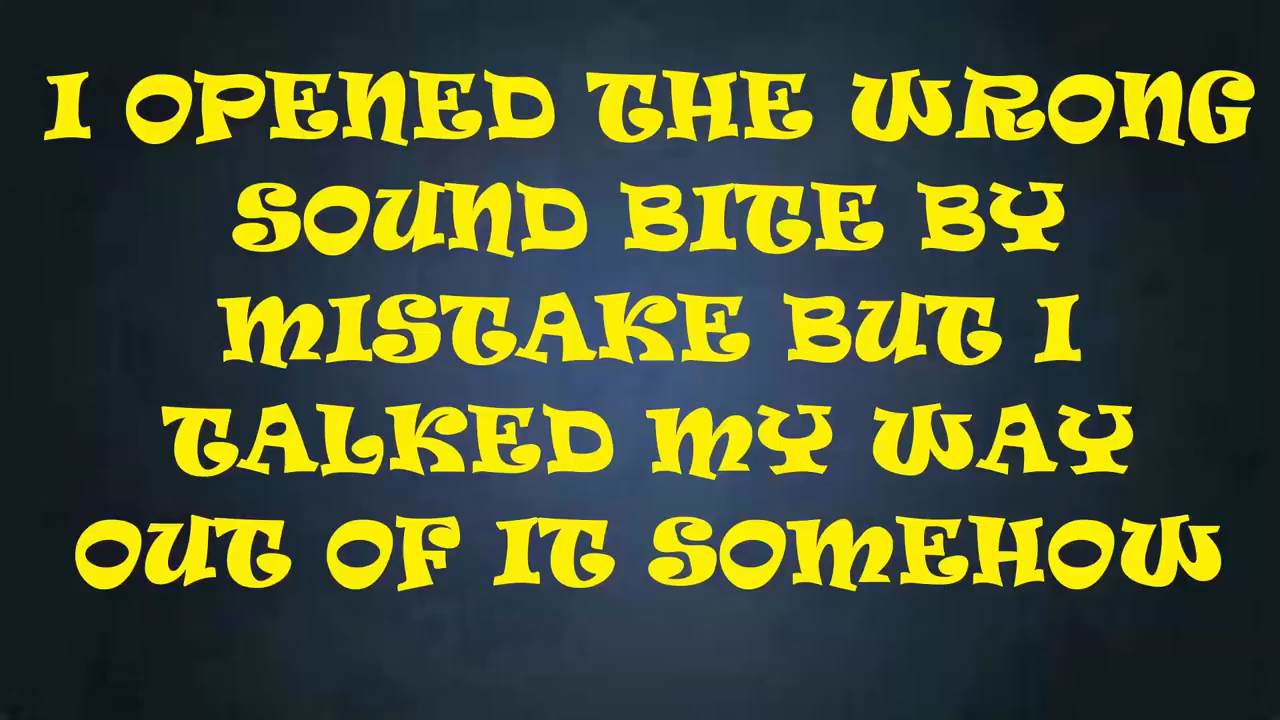 I OPENED THE WRONG
SOUND BITE BY
MISTAKE BUT I
TALKED MY WAY
OUT OF IT SOMEHOW